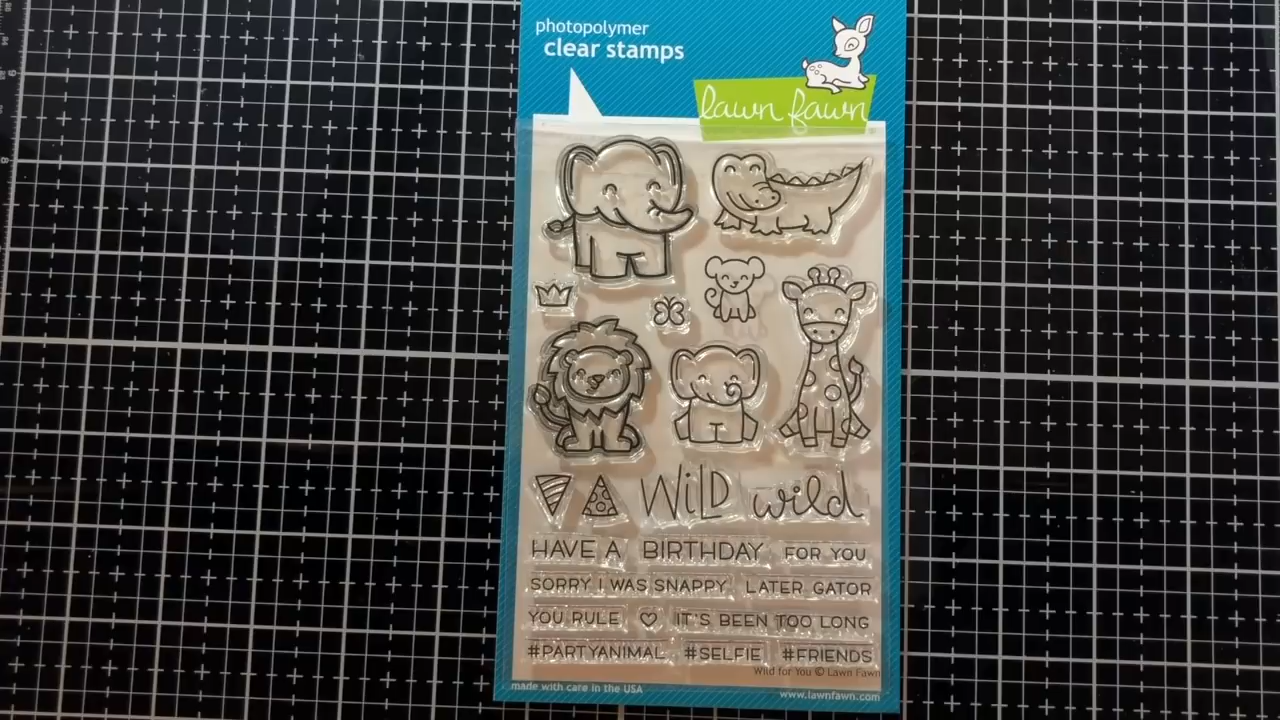 photopolymer
clear stamps
lawn fawn
WiLD wild
HAVE A BIRTHDAY FOR YOU
SORRY I WAS SNAPPY LATER GATOR
YOU RULE IT'S BEEN TOO LONG
#PARTYANIMAL #SELFIE #FRIENDS
Wild for You © Lawn Fawn
made with care in the USA www.lawnfawn.com